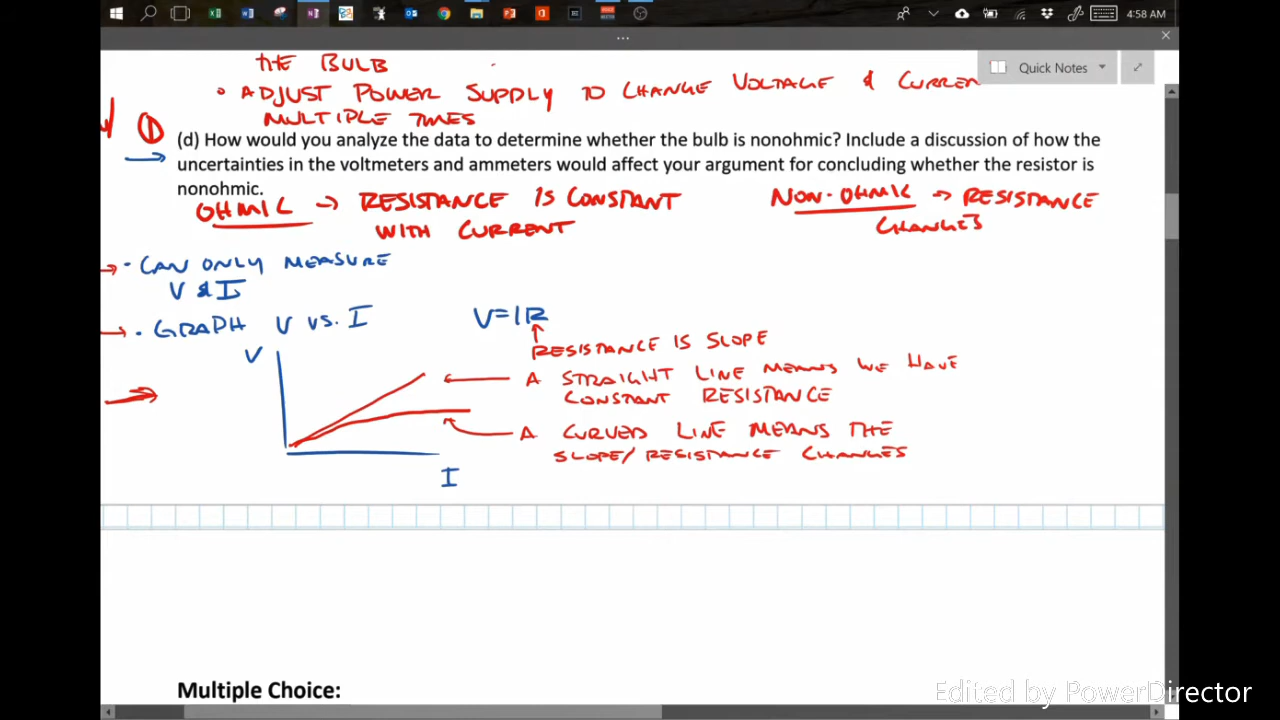 4:58 AM
Quick Notes
THE BULB
• ADJUST POWER SUPPLY TO CHANGE VOLTAGE & CURREN
MULTIPLE TIMES
①
(d) How would you analyze the data to determine whether the bulb is nonohmic? Include a discussion of how the
uncertainties in the voltmeters and ammeters would affect your argument for concluding whether the resistor is
nonohmic.
OHMIC → RESISTANCE IS CONSTANT
WITH CURRENT
NON-OHMIC → RESISTANCE
CHANGES
• CAN ONLY MEASURE
V & I
• GRAPH V VS. I
V=IR
RESISTANCE IS SLOPE
V
A STRAIGHT LINE MEANS WE HAVE
CONSTANT RESISTANCE
A CURVED LINE MEANS THE
SLOPE/RESISTANCE CHANGES
I
Multiple Choice:
Edited by PowerDirector